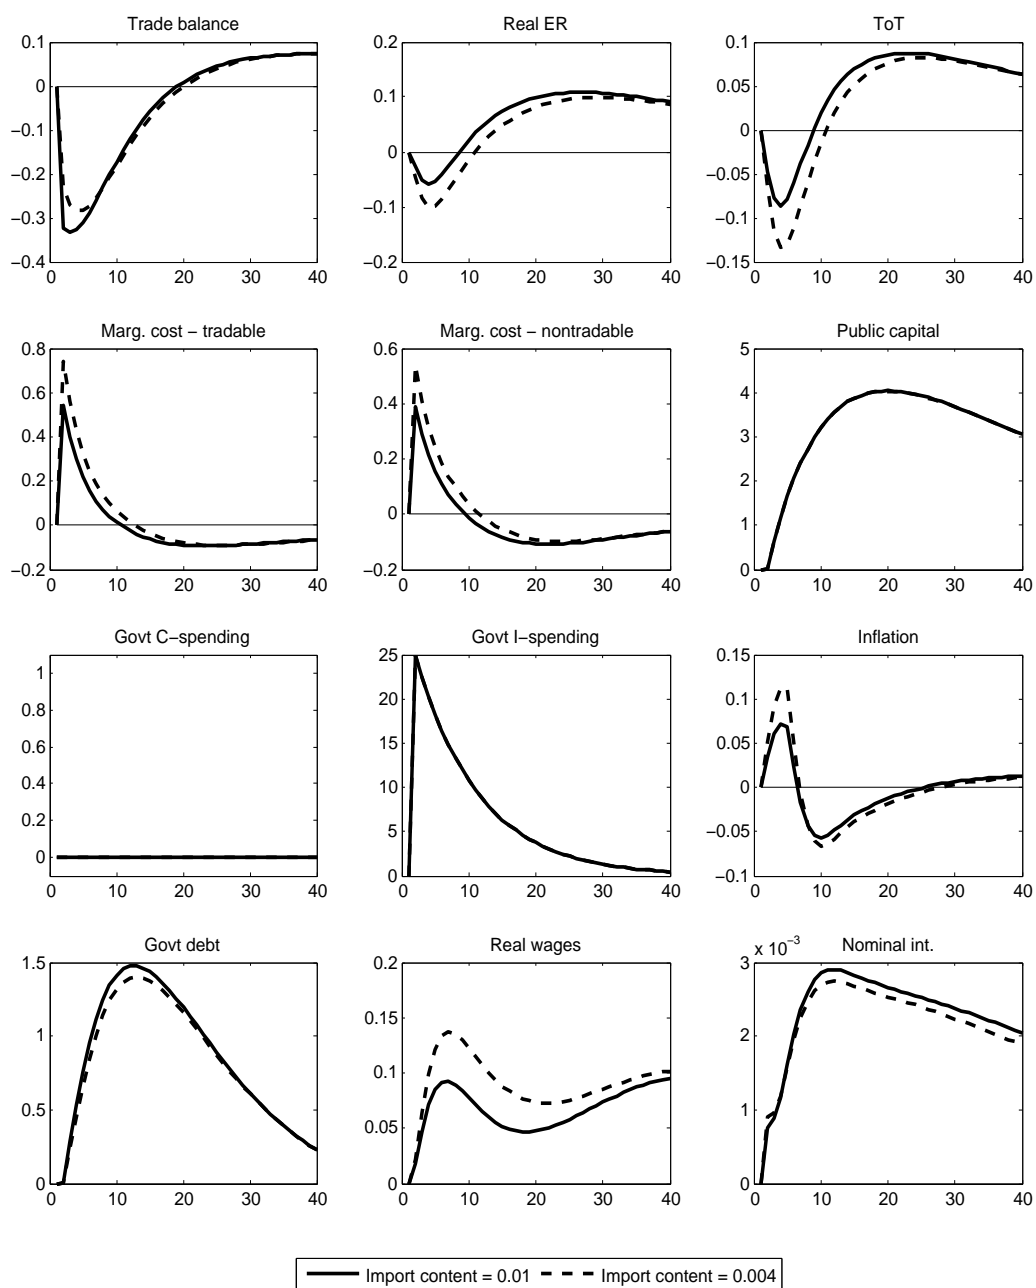 Trade balance
0.1
0
−0.1
−0.2
−0.3
−0.4
0 10 20 30 40
Real ER
0.2
0.1
0
−0.1
−0.2
0 10 20 30 40
ToT
0.1
0.05
0
−0.05
−0.1
−0.15
0 10 20 30 40
Marg. cost − tradable
0.8
0.6
0.4
0.2
0
−0.2
0 10 20 30 40
Marg. cost − nontradable
0.6
0.4
0.2
0
−0.2
0 10 20 30 40
Public capital
5
4
3
2
1
0
0 10 20 30 40
Govt C−spending
1
0.8
0.6
0.4
0.2
0
0 10 20 30 40
Govt I−spending
25
20
15
10
5
0
0 10 20 30 40
Inflation
0.15
0.1
0.05
0
−0.05
−0.1
0 10 20 30 40
Govt debt
1.5
1
0.5
0
0 10 20 30 40
Real wages
0.2
0.15
0.1
0.05
0
0 10 20 30 40
Nominal int.
x 10−3
3
2
1
0
0 10 20 30 40
Import content = 0.01 Import content = 0.004